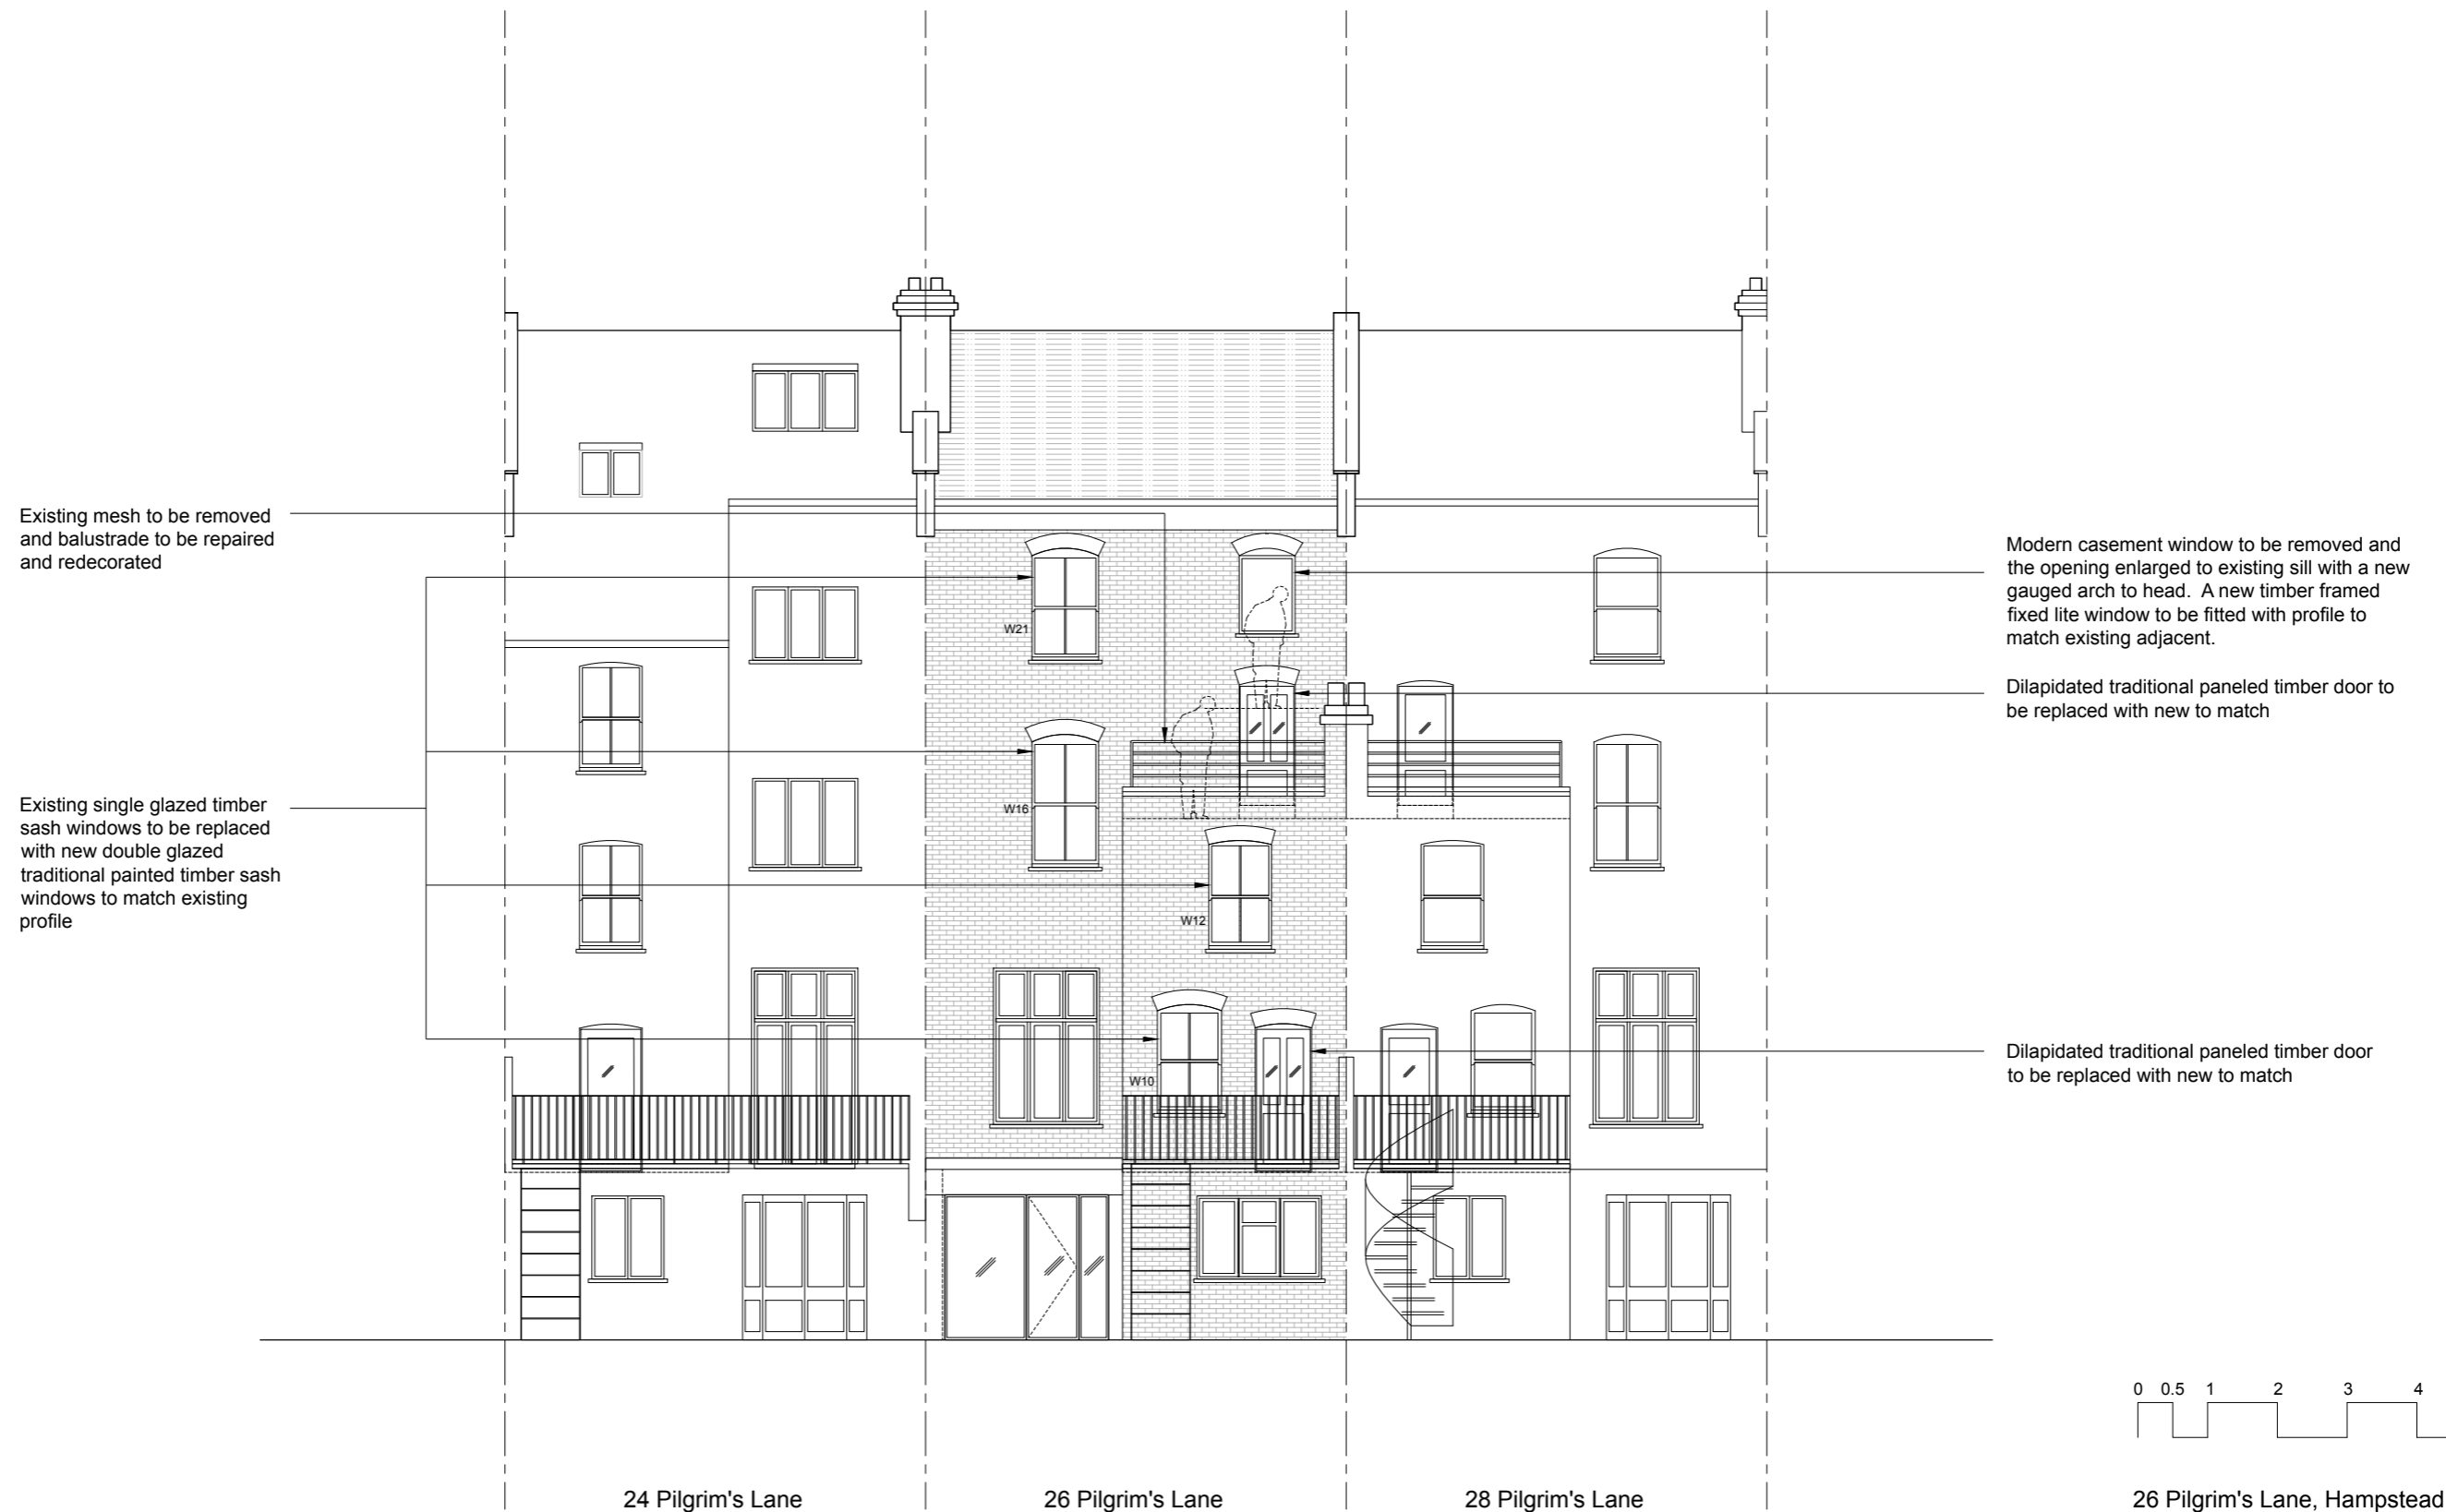 Existing mesh to be removed
and balustrade to be repaired
and redecorated
Existing single glazed timber
sash windows to be replaced
with new double glazed
traditional painted timber sash
windows to match existing
profile
W21
W16
W12
W10
Modern casement window to be removed and
the opening enlarged to existing sill with a new
gauged arch to head. A new timber framed
fixed lite window to be fitted with profile to
match existing adjacent.
Dilapidated traditional paneled timber door to
be replaced with new to match
Dilapidated traditional paneled timber door
to be replaced with new to match
0 0.5 1 2 3 4
24 Pilgrim's Lane
26 Pilgrim's Lane
28 Pilgrim's Lane
26 Pilgrim's Lane, Hampstead